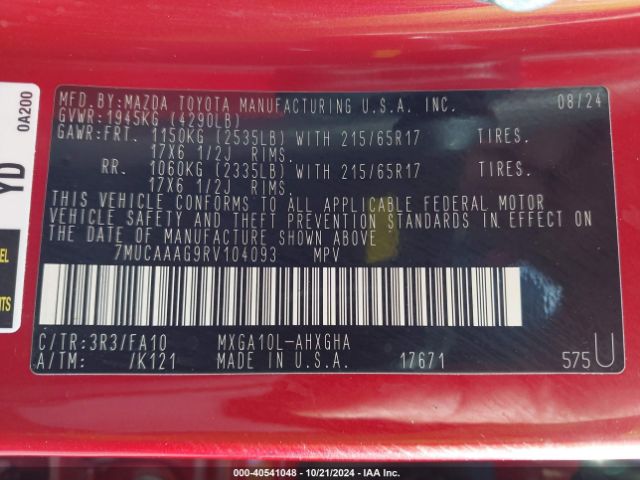 0A200
YD
EL
NTS
MFD.BY:MAZDA TOYOTA MANUFACTURING U.S.A. INC. 08/24
GVWR:1945KG (4290LB)
GAWR:FRT. 1150KG (2535LB) WITH 215/65R17 TIRES.
17X6 1/2J RIMS.
RR. 1060KG (2335LB) WITH 215/65R17 TIRES.
17X6 1/2J RIMS.
THIS VEHICLE CONFORMS TO ALL APPLICABLE FEDERAL MOTOR
VEHICLE SAFETY AND THEFT PREVENTION STANDARDS IN EFFECT ON
THE DATE OF MANUFACTURE SHOWN ABOVE
7MUCAAAG9RV104093 MPV
C/TR:3R3/FA10 MXGA10L-AHXGHA
A/TM: /K121 MADE IN U.S.A. 17671 575U
000-40541048 - 10/21/2024 - IAA Inc.